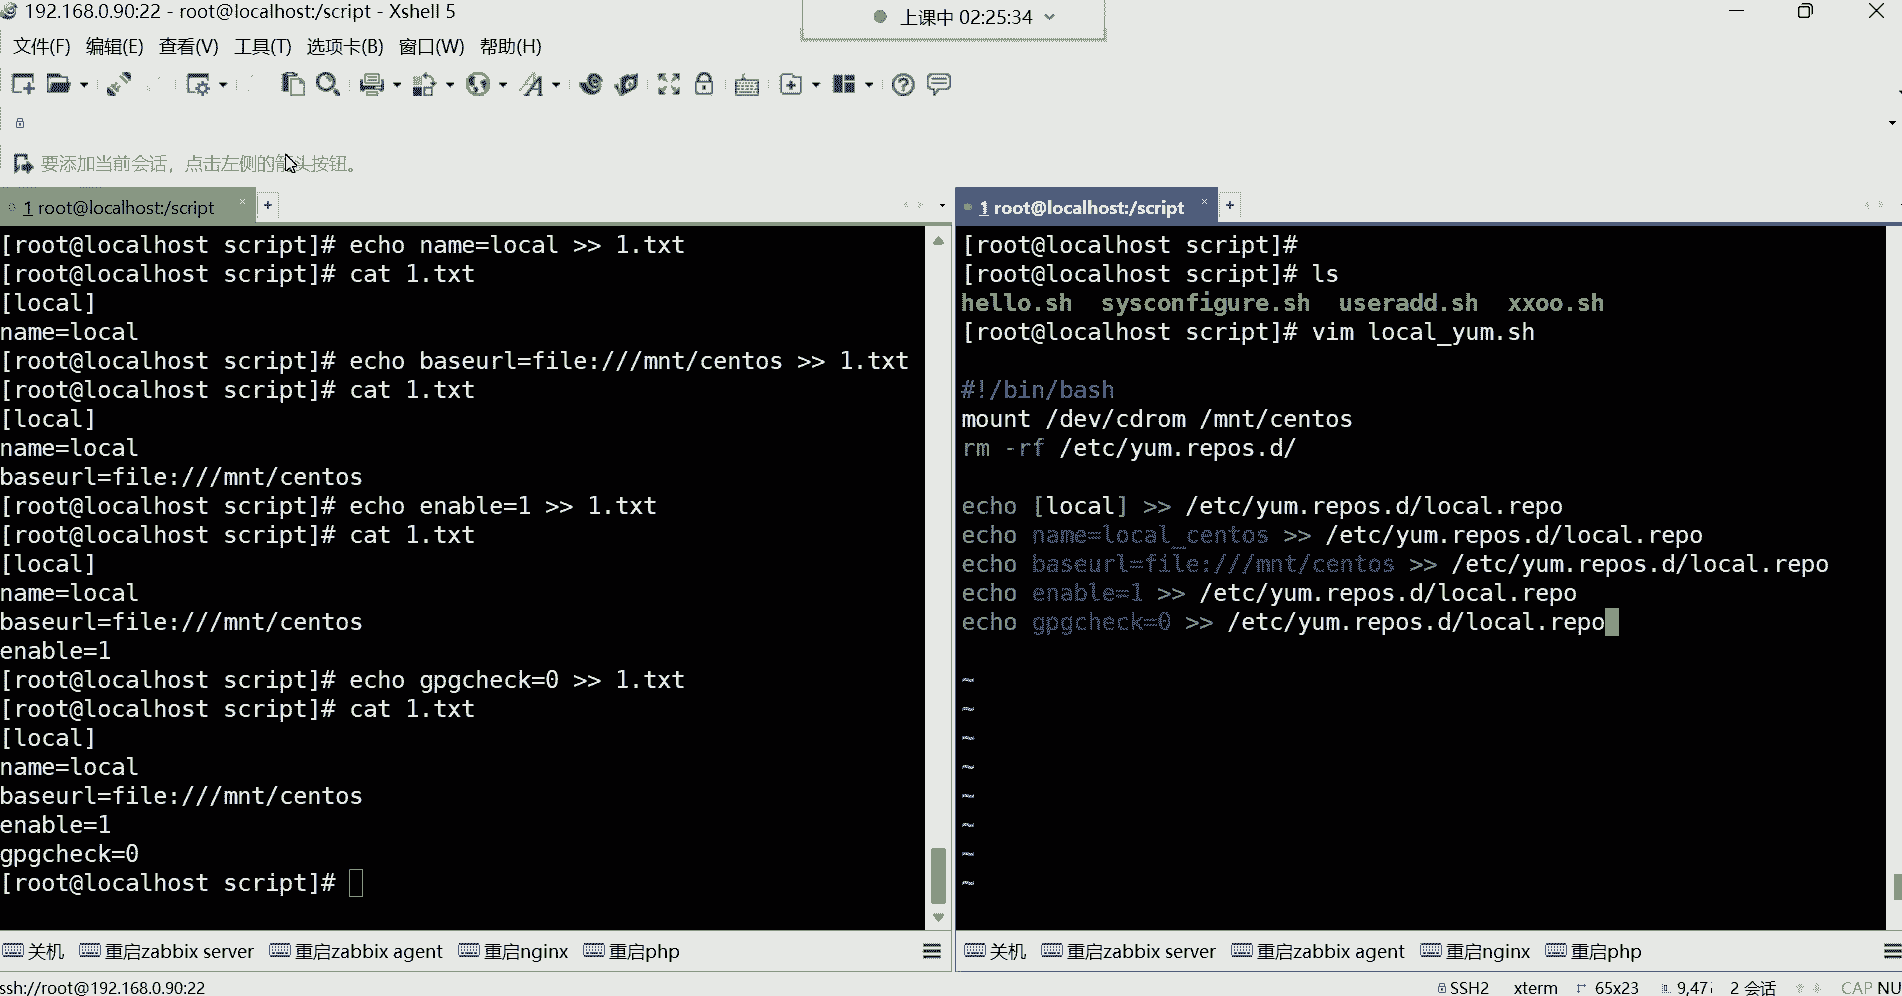 192.168.0.90:22 - root@localhost:/script - Xshell 5
上课中 02:25:34
文件(F) 编辑(E) 查看(V) 工具(T) 选项卡(B) 窗口(W) 帮助(H)
要添加当前会话，点击左侧的箭头按钮。
1 root@localhost:/script
[root@localhost script]# echo name=local >> 1.txt
[root@localhost script]# cat 1.txt
[local]
name=local
[root@localhost script]# echo baseurl=file:///mnt/centos >> 1.txt
[root@localhost script]# cat 1.txt
[local]
name=local
baseurl=file:///mnt/centos
[root@localhost script]# echo enable=1 >> 1.txt
[root@localhost script]# cat 1.txt
[local]
name=local
baseurl=file:///mnt/centos
enable=1
[root@localhost script]# echo gpgcheck=0 >> 1.txt
[root@localhost script]# cat 1.txt
[local]
name=local
baseurl=file:///mnt/centos
enable=1
gpgcheck=0
[root@localhost script]#
1 root@localhost:/script
[root@localhost script]#
[root@localhost script]# ls
hello.sh sysconfigure.sh useradd.sh xxoo.sh
[root@localhost script]# vim local_yum.sh
#!/bin/bash
mount /dev/cdrom /mnt/centos
rm -rf /etc/yum.repos.d/
echo [local] >> /etc/yum.repos.d/local.repo
echo name=local_centos >> /etc/yum.repos.d/local.repo
echo baseurl=file:///mnt/centos >> /etc/yum.repos.d/local.repo
echo enable=1 >> /etc/yum.repos.d/local.repo
echo gpgcheck=0 >> /etc/yum.repos.d/local.repo
~
~
~
~
~
~
~
~
关机 重启zabbix server 重启zabbix agent 重启nginx 重启php
关机 重启zabbix server 重启zabbix agent 重启nginx 重启php
ssh://root@192.168.0.90:22
SSH2 xterm 65x23 9,47 2 会话 CAP NU